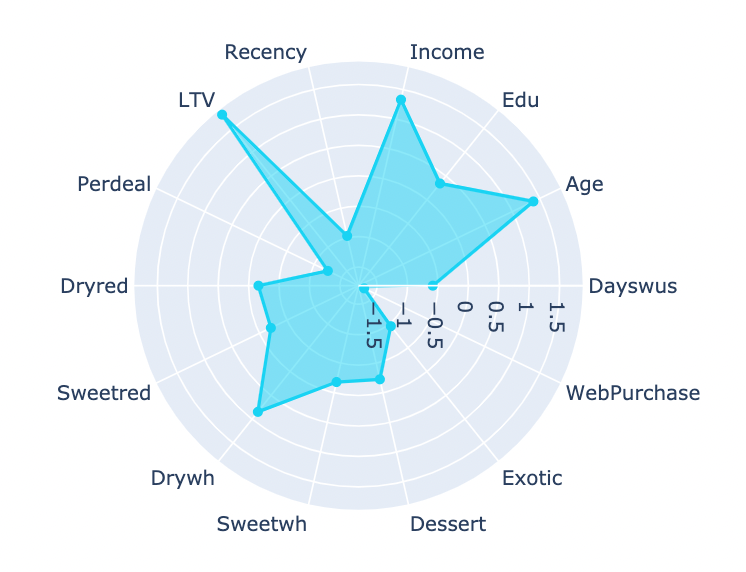 Recency
Income
LTV
Edu
Perdeal
Age
Dryred
Dayswus
−1.5
−1
−0.5
0
0.5
1
1.5
Sweetred
WebPurchase
Drywh
Exotic
Sweetwh
Dessert